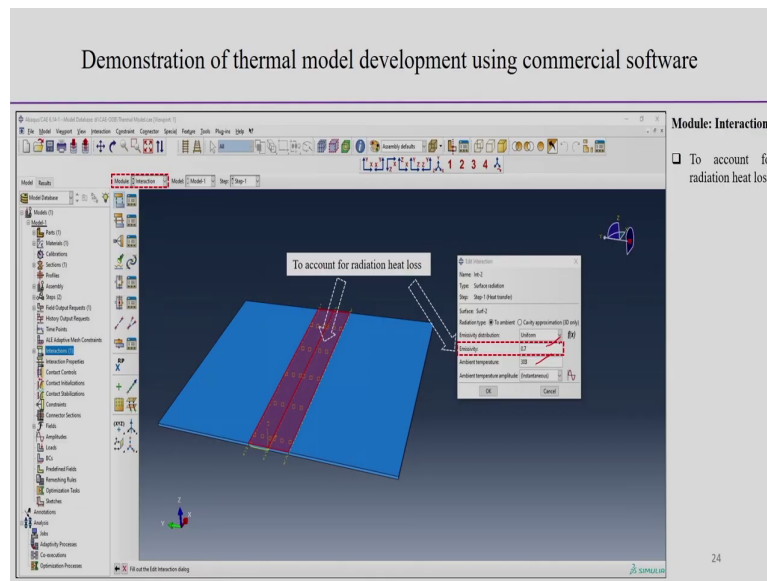 Demonstration of thermal model development using commercial software
Module: Interaction
To account fo
radiation heat los
File Model Viewport View Interaction Constraint Connector Special Feature Tools Plug-ins Help
All
Assembly defaults
1 2 3 4
Model Results
Module: Interaction Model: Model-1 Step: Step-1
Model Database
Models (1)
Model-1
Parts (1)
Materials (1)
Calibrations
Sections (1)
Profiles
Assembly
Steps (2)
Field Output Requests (1)
History Output Requests
Time Points
ALE Adaptive Mesh Constraints
Interactions
Interaction Properties
Contact Controls
Contact Initializations
Contact Stabilizations
Constraints
Connector Sections
Fields
Amplitudes
Loads
BCs
Predefined Fields
Remeshing Rules
Optimization Tasks
Sketches
Annotations
Analysis
Jobs
Adaptivity Processes
Co-executions
Optimization Processes
RP
(XYZ)
To account for radiation heat loss
Edit Interaction
Name: Int-2
Type: Surface radiation
Step: Step-1 (Heat transfer)
Surface: Surf-2
Radiation type: To ambient Cavity approximation (3D only)
Emissivity distribution: Uniform f(x)
Emissivity: 0.7
Ambient temperature:
Ambient temperature amplitude: (Instantaneous)
OK Cancel
Z
Y X
Fill out the Edit Interaction dialog
SIMULIA
24